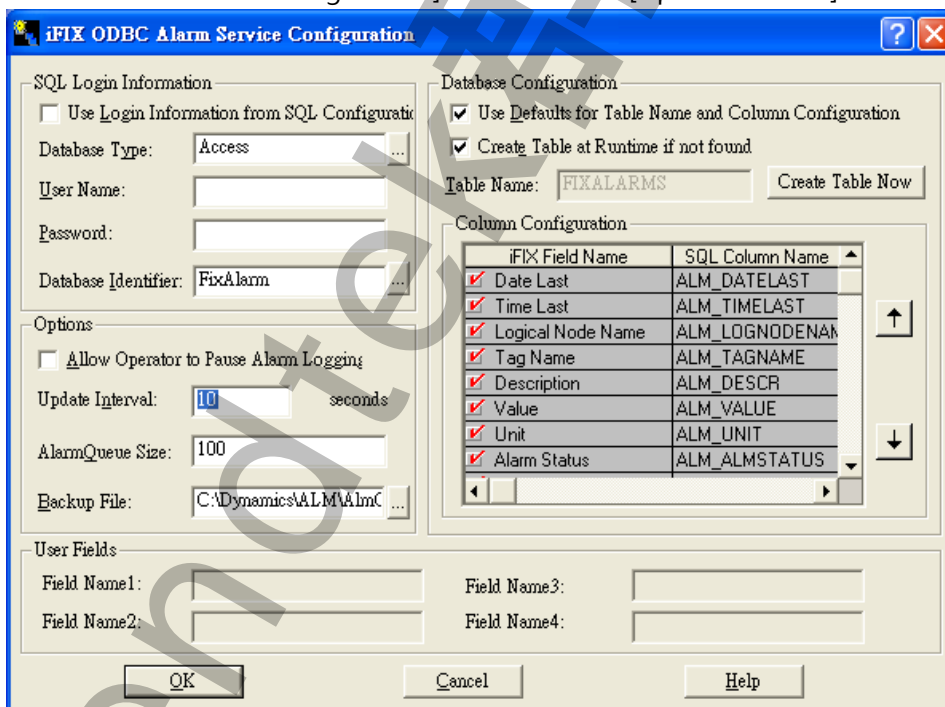 iFIX ODBC Alarm Service Configuration
SQL Login Information
Use Login Information from SQL Configuratic
Database Type: Access ...
User Name:
Password:
Database Identifier: FixAlarm ...
Options
Allow Operator to Pause Alarm Logging
Update Interval: 10 seconds
AlarmQueue Size: 100
Backup File: C:\Dynamics\ALM\AlmC ...
Database Configuration
Use Defaults for Table Name and Column Configuration
Create Table at Runtime if not found
Table Name: FIXALARMS Create Table Now
Column Configuration
iFIX Field Name SQL Column Name
Date Last ALM_DATELAST
Time Last ALM_TIMELAST
Logical Node Name ALM_LOGNODENAM
Tag Name ALM_TAGNAME
Description ALM_DESCR
Value ALM_VALUE
Unit ALM_UNIT
Alarm Status ALM_ALMSTATUS
User Fields
Field Name1:
Field Name2:
Field Name3:
Field Name4:
OK Cancel Help